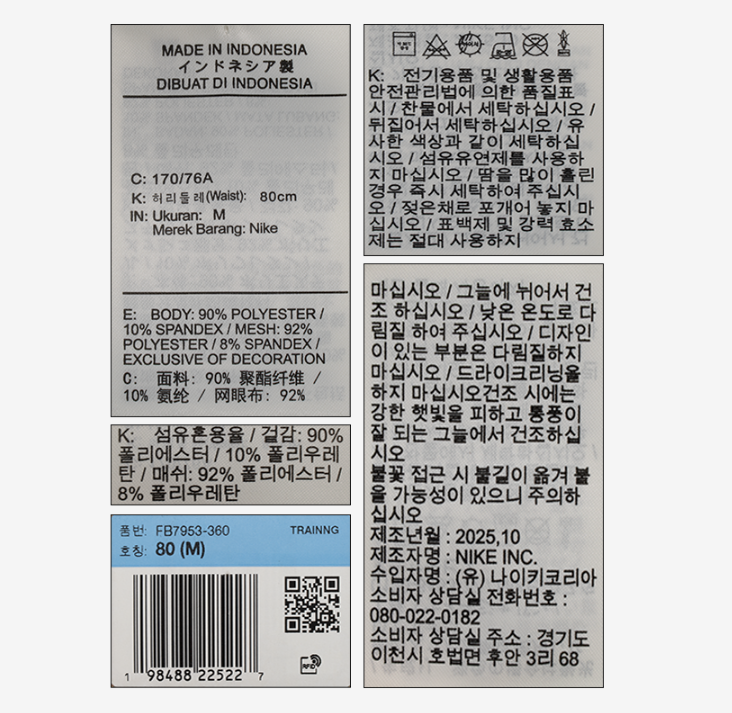 MADE IN INDONESIA
インドネシア製
DIBUAT DI INDONESIA
C: 170/76A
K: 허리둘레(Waist): 80cm
IN: Ukuran: M
Merek Barang: Nike
E: BODY: 90% POLYESTER /
10% SPANDEX / MESH: 92%
POLYESTER / 8% SPANDEX /
EXCLUSIVE OF DECORATION
C: 面料: 90% 聚酯纤维 /
10% 氨纶 / 网眼布: 92%
K: 섬유혼용율 / 겉감: 90%
폴리에스터 / 10% 폴리우레
탄 / 매쉬: 92% 폴리에스터 /
8% 폴리우레탄
품번: FB7953-360 TRAINNG
호칭: 80 (M)
RFID
1 98488 22522 7
K: 전기용품 및 생활용품
안전관리법에 의한 품질표
시 / 찬물에서 세탁하십시오 /
뒤집어서 세탁하십시오 / 유
사한 색상과 같이 세탁하십
시오 / 섬유유연제를 사용하
지 마십시오 / 땀을 많이 흘린
경우 즉시 세탁하여 주십시
오 / 젖은채로 포개어 놓지 마
십시오 / 표백제 및 강력 효소
제는 절대 사용하지
마십시오 / 그늘에 뉘어서 건
조 하십시오 / 낮은 온도로 다
림질 하여 주십시오 / 디자인
이 있는 부분은 다림질하지
마십시오 / 드라이크리닝을
하지 마십시오건조 시에는
강한 햇빛을 피하고 통풍이
잘 되는 그늘에서 건조하십
시오
불꽃 접근 시 불길이 옮겨 붙
을 가능성이 있으니 주의하
십시오
제조년월 : 2025,10
제조자명 : NIKE INC.
수입자명 : (유) 나이키코리아
소비자 상담실 전화번호 :
080-022-0182
소비자 상담실 주소 : 경기도
이천시 호법면 후안 3리 68